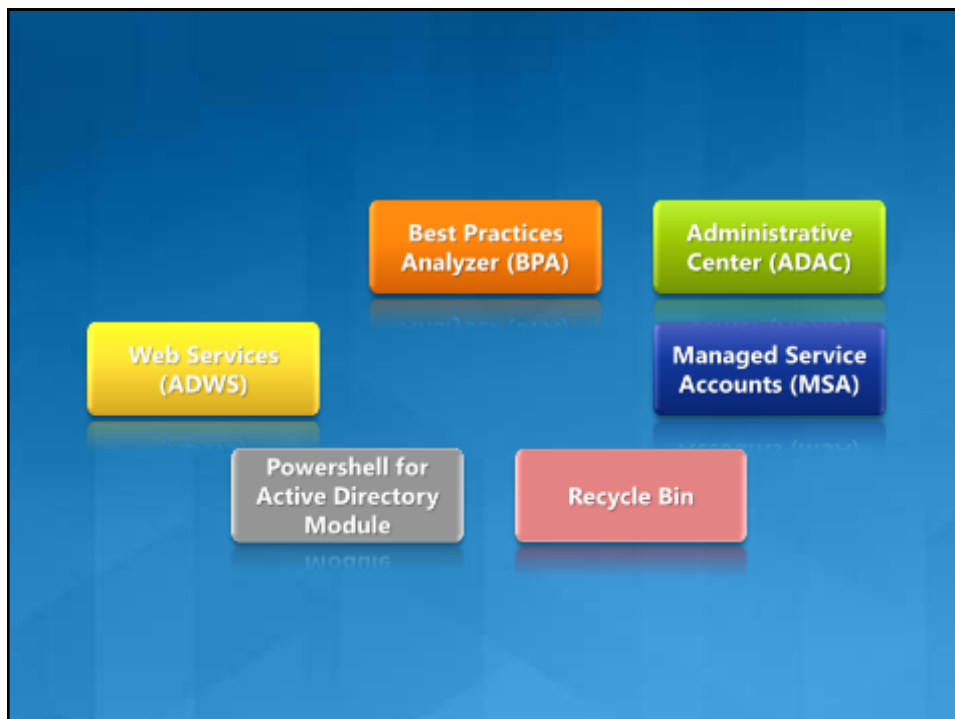 Best Practices
Analyzer (BPA)
Administrative
Center (ADAC)
Web Services
(ADWS)
Managed Service
Accounts (MSA)
Powershell for
Active Directory
Module
Recycle Bin